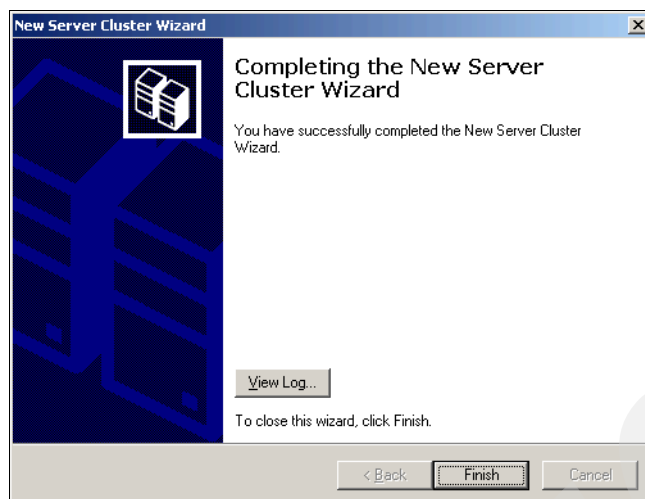 New Server Cluster Wizard
Completing the New Server
Cluster Wizard
You have successfully completed the New Server Cluster
Wizard.
View Log...
To close this wizard, click Finish.
< Back
Finish
Cancel